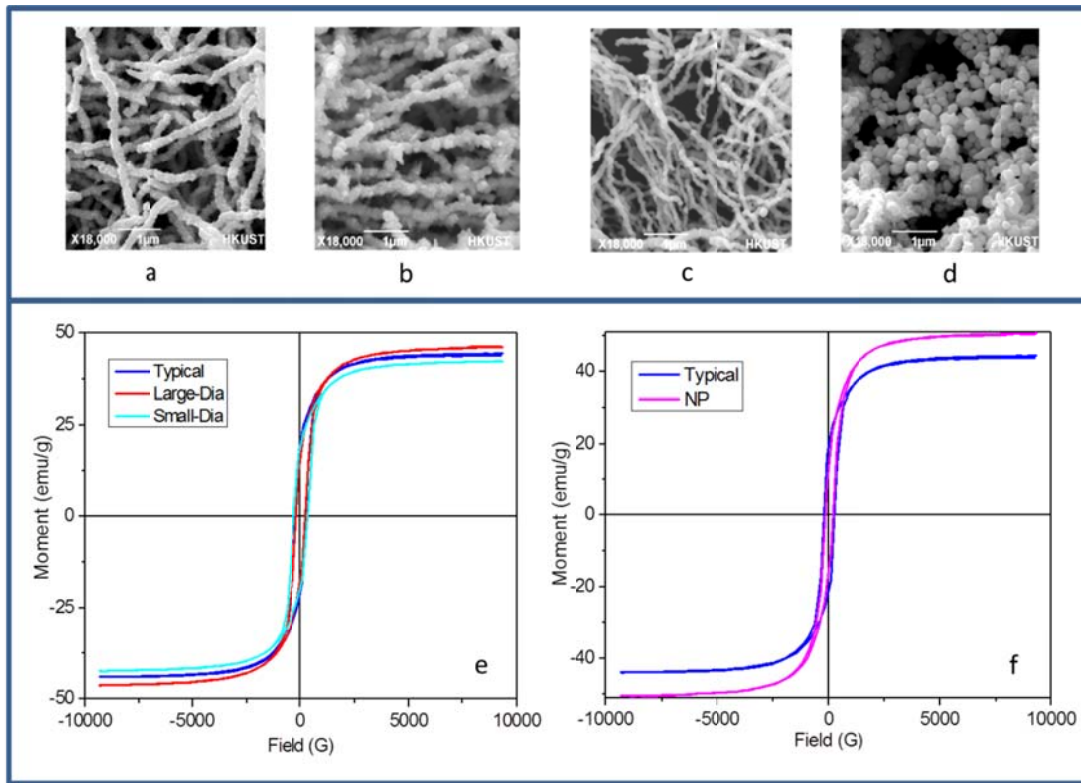 X18,000 1µm HKUST
X18,000 1µm HKUST
X18,000 1µm HKUST
X18,000 1µm HKUST
a
b
c
d
Moment (emu/g)
50
25
0
-25
-50
Typical
Large-Dia
Small-Dia
e
-10000 -5000 0 5000 10000
Field (G)
Moment (emu/g)
40
20
0
-20
-40
Typical
NP
f
-10000 -5000 0 5000 10000
Field (G)